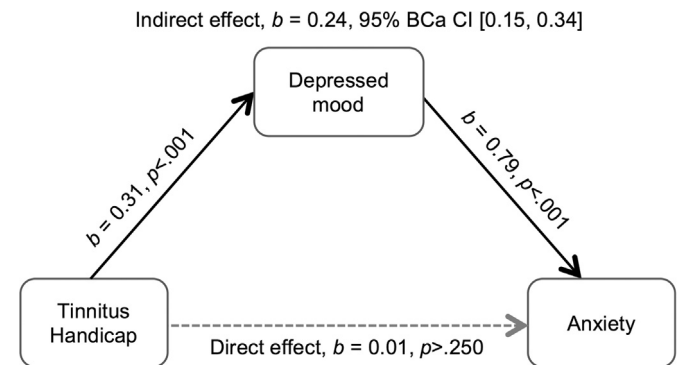 Indirect effect, b = 0.24, 95% BCa CI [0.15, 0.34]
Depressed
mood
b = 0.31, p<.001
b = 0.79, p<.001
Tinnitus
Handicap
Anxiety
Direct effect, b = 0.01, p>.250